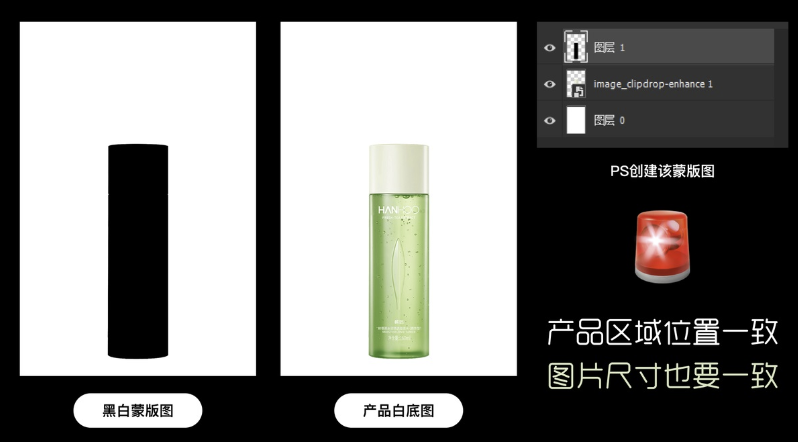 图层 1
image_clipdrop-enhance 1
图层 0
PS创建该蒙版图
产品区域位置一致
图片尺寸也要一致
黑白蒙版图
产品白底图